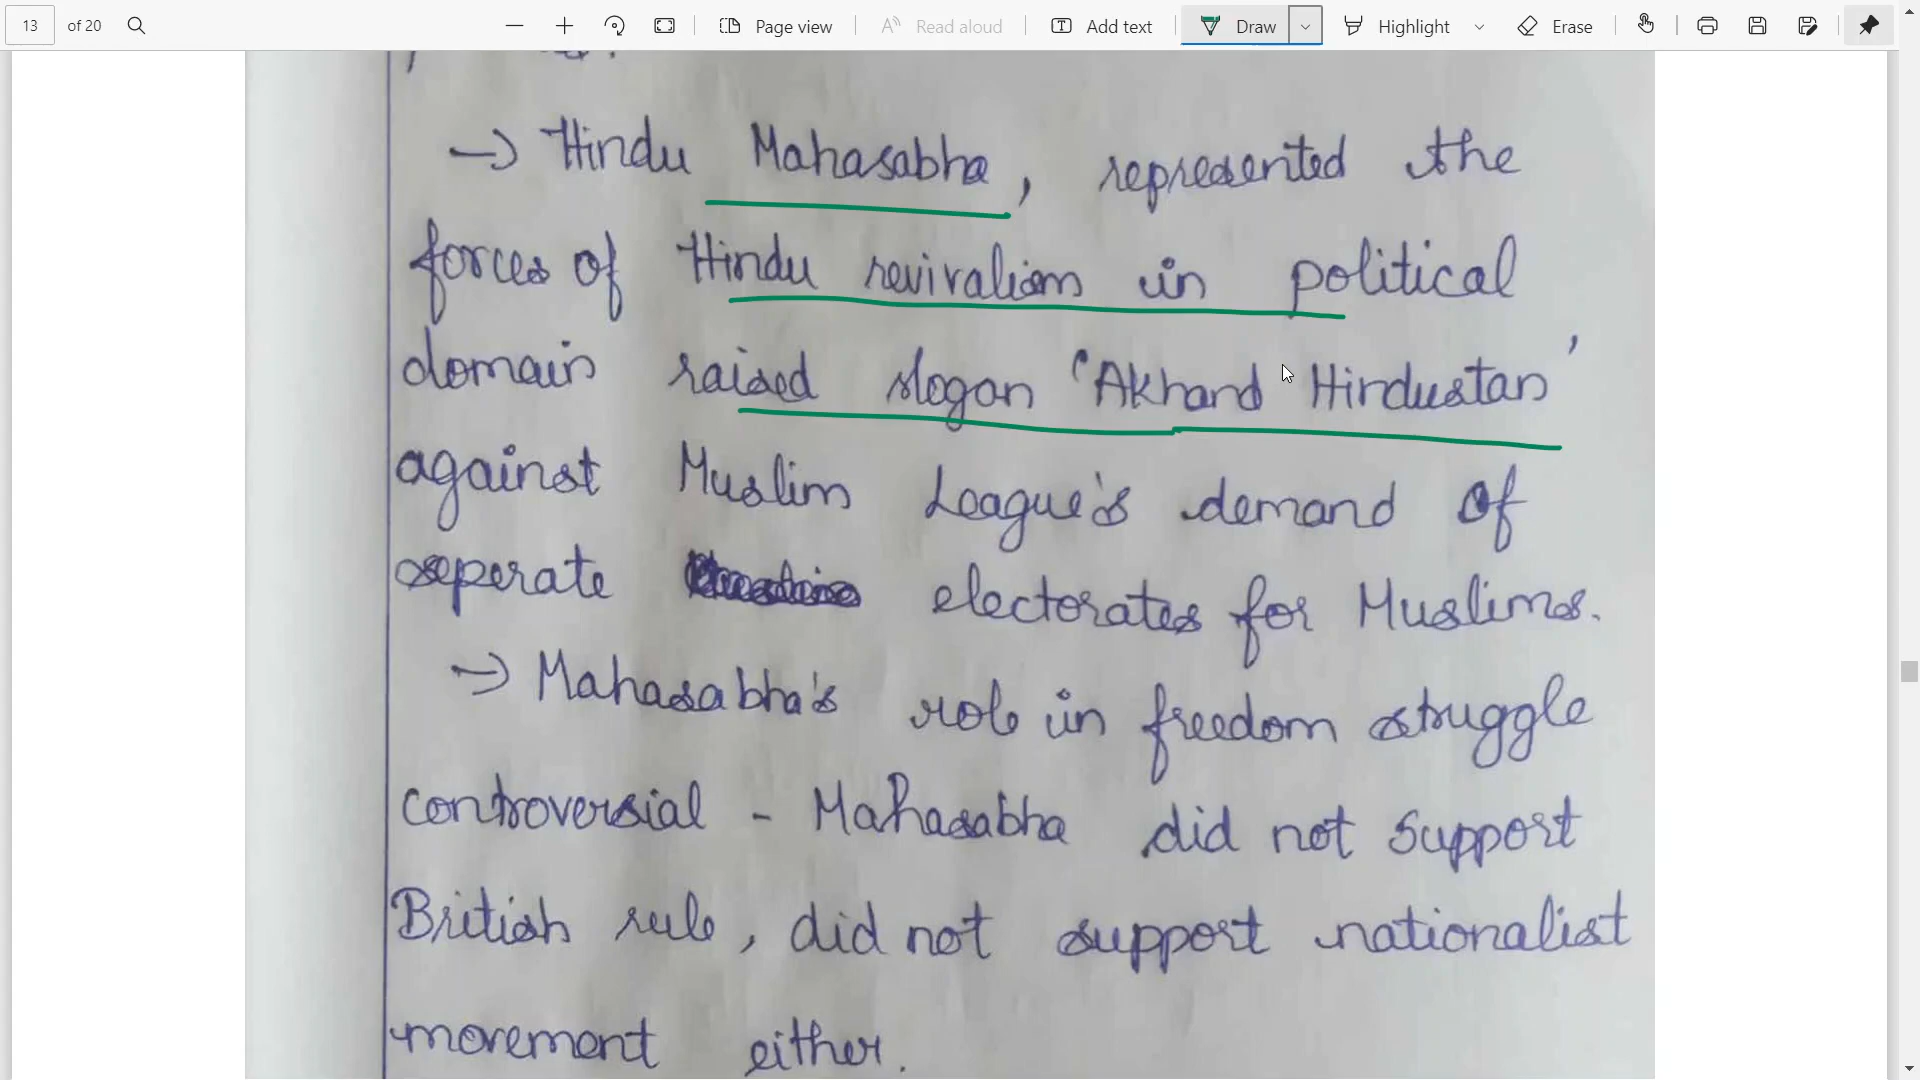 13 of 20 Page view Read aloud Add text Draw Highlight Erase
→ Hindu Mahasabha, represented the
forces of Hindu revivalism in political
domain raised slogan 'Akhand Hindustan'
against Muslim League's demand of
seperate electorates for Muslims.
→ Mahasabha's role in freedom struggle
controversial - Mahasabha did not support
British rule, did not support nationalist
movement either.